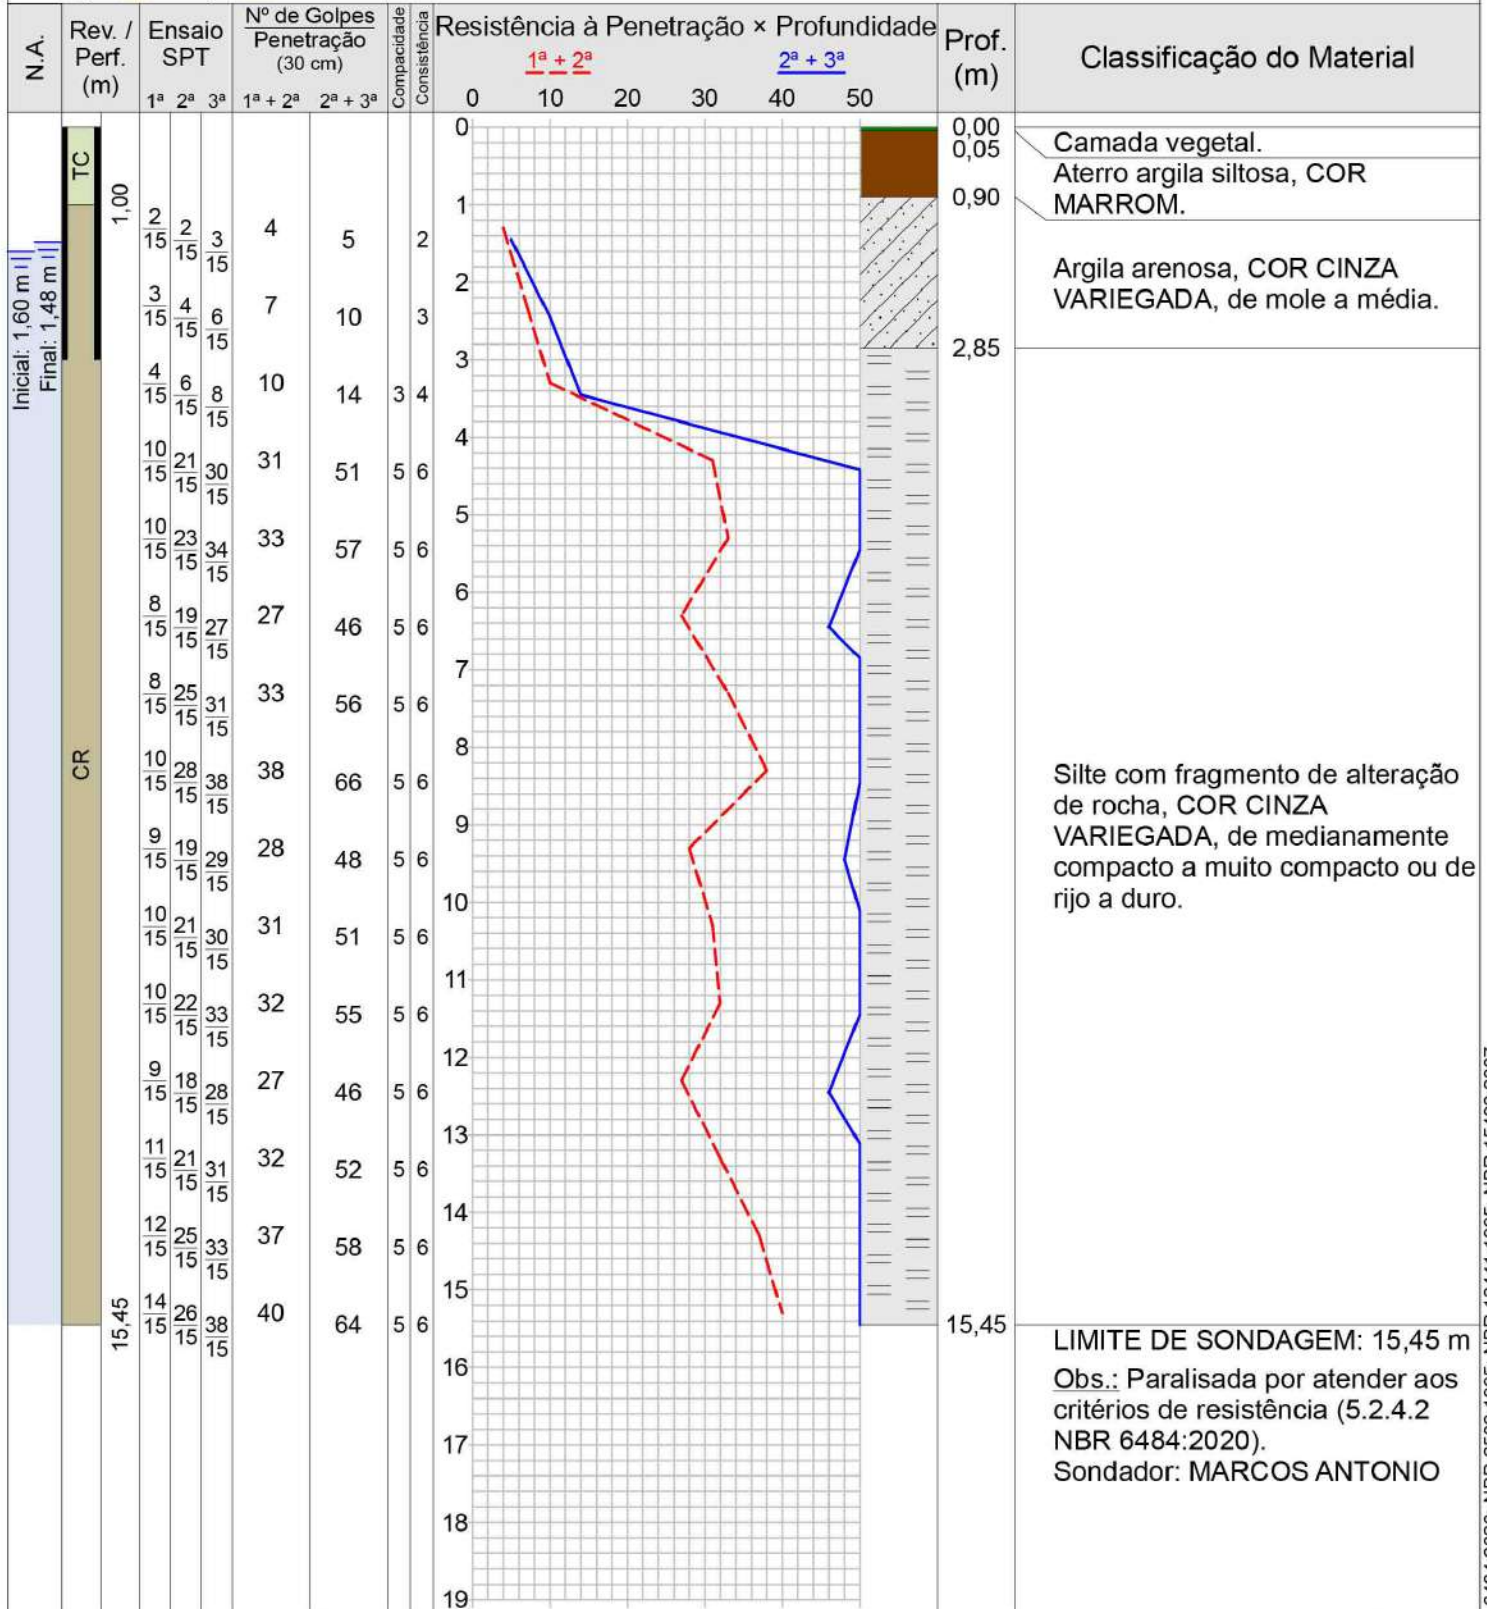 N.A.
Rev. /
Perf.
(m)
Ensaio
SPT
1ª 2ª 3ª
Nº de Golpes
Penetração
(30 cm)
1ª + 2ª 2ª + 3ª
Compacidade
Consistência
Resistência à Penetração × Profundidade
1ª + 2ª 2ª + 3ª
0 10 20 30 40 50
Prof.
(m)
Classificação do Material
Inicial: 1,60 m
Final: 1,48 m
TC
CR
1,00
15,45
2/15 2/15 3/15 4 5 2
3/15 4/15 6/15 7 10 3
4/15 6/15 8/15 10 14 3 4
10/15 21/15 30/15 31 51 5 6
10/15 23/15 34/15 33 57 5 6
8/15 19/15 27/15 27 46 5 6
8/15 25/15 31/15 33 56 5 6
10/15 28/15 38/15 38 66 5 6
9/15 19/15 29/15 28 48 5 6
10/15 21/15 30/15 31 51 5 6
10/15 22/15 33/15 32 55 5 6
9/15 18/15 28/15 27 46 5 6
11/15 21/15 31/15 32 52 5 6
12/15 25/15 33/15 37 58 5 6
14/15 26/15 38/15 40 64 5 6
0
1
2
3
4
5
6
7
8
9
10
11
12
13
14
15
16
17
18
19
0,00
0,05
0,90
2,85
15,45
Camada vegetal.
Aterro argila siltosa, COR
MARROM.
Argila arenosa, COR CINZA
VARIEGADA, de mole a média.
Silte com fragmento de alteração
de rocha, COR CINZA
VARIEGADA, de medianamente
compacto a muito compacto ou de
rijo a duro.
LIMITE DE SONDAGEM: 15,45 m
Obs.: Paralisada por atender aos
critérios de resistência (5.2.4.2
NBR 6484:2020).
Sondador: MARCOS ANTONIO